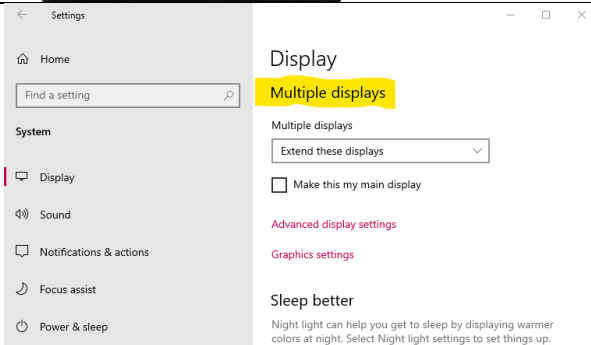 Settings
Home
Find a setting
System
Display
Sound
Notifications & actions
Focus assist
Power & sleep
Display
Multiple displays
Multiple displays
Extend these displays
Make this my main display
Advanced display settings
Graphics settings
Sleep better
Night light can help you get to sleep by displaying warmer
colors at night. Select Night light settings to set things up.